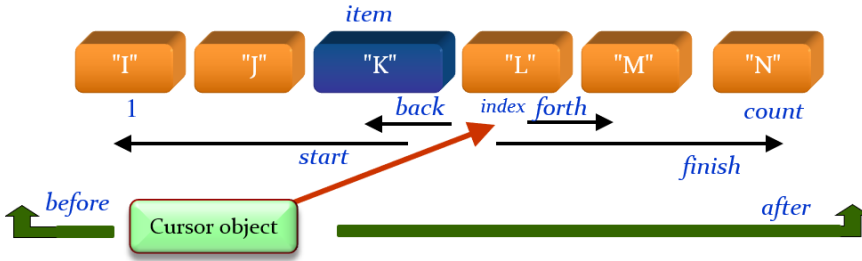 item
"I" "J" "K" "L" "M" "N"
1 back index forth count
start finish
before after
Cursor object